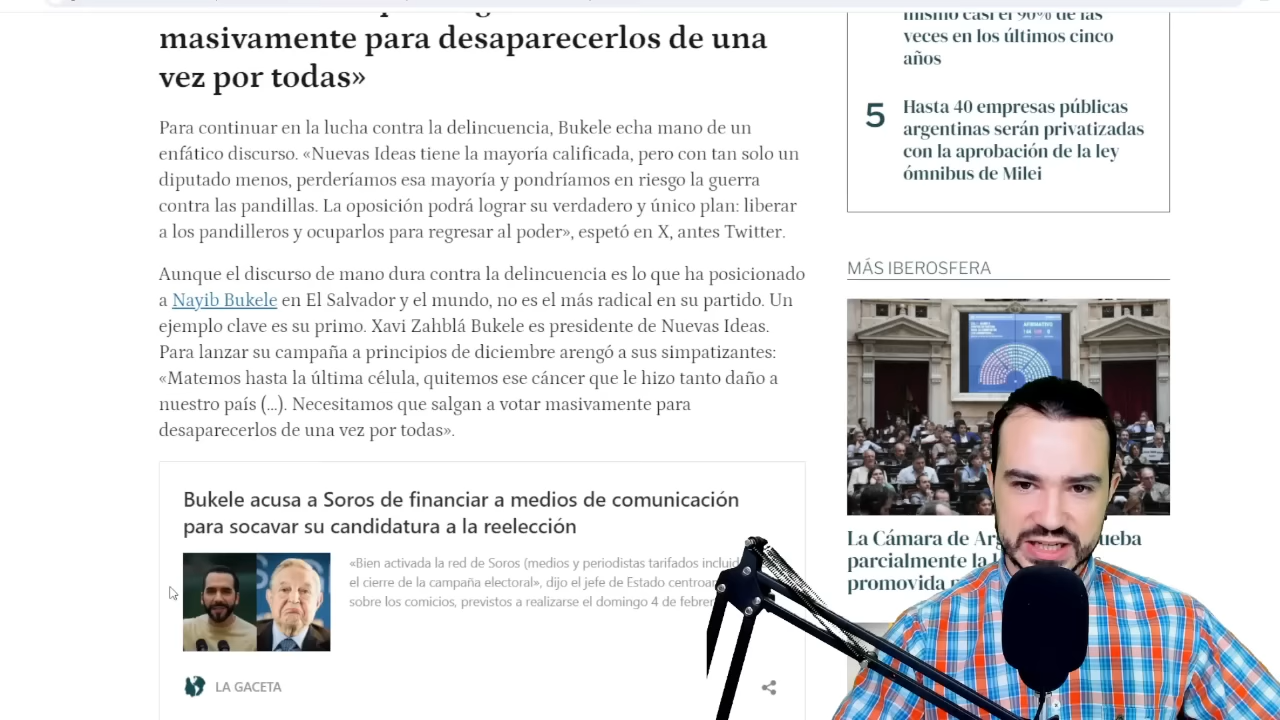 masivamente para desaparecerlos de una
vez por todas»
Para continuar en la lucha contra la delincuencia, Bukele echa mano de un
enfático discurso. «Nuevas Ideas tiene la mayoría calificada, pero con tan solo un
diputado menos, perderíamos esa mayoría y pondríamos en riesgo la guerra
contra las pandillas. La oposición podrá lograr su verdadero y único plan: liberar
a los pandilleros y ocuparlos para regresar al poder», espetó en X, antes Twitter.
Aunque el discurso de mano dura contra la delincuencia es lo que ha posicionado
a Nayib Bukele en El Salvador y el mundo, no es el más radical en su partido. Un
ejemplo clave es su primo. Xavi Zahblá Bukele es presidente de Nuevas Ideas.
Para lanzar su campaña a principios de diciembre arengó a sus simpatizantes:
«Matemos hasta la última célula, quitemos ese cáncer que le hizo tanto daño a
nuestro país (...). Necesitamos que salgan a votar masivamente para
desaparecerlos de una vez por todas».
Bukele acusa a Soros de financiar a medios de comunicación
para socavar su candidatura a la reelección
«Bien activada la red de Soros (medios y periodistas tarifados includ
el cierre de la campaña electoral», dijo el jefe de Estado centroam
sobre los comicios, previstos a realizarse el domingo 4 de febrer
LA GACETA
mismo casi el 90% de las
veces en los últimos cinco
años
5
Hasta 40 empresas públicas
argentinas serán privatizadas
con la aprobación de la ley
ómnibus de Milei
MÁS IBEROSFERA
La Cámara de Ar ueba
parcialmente la l
promovida